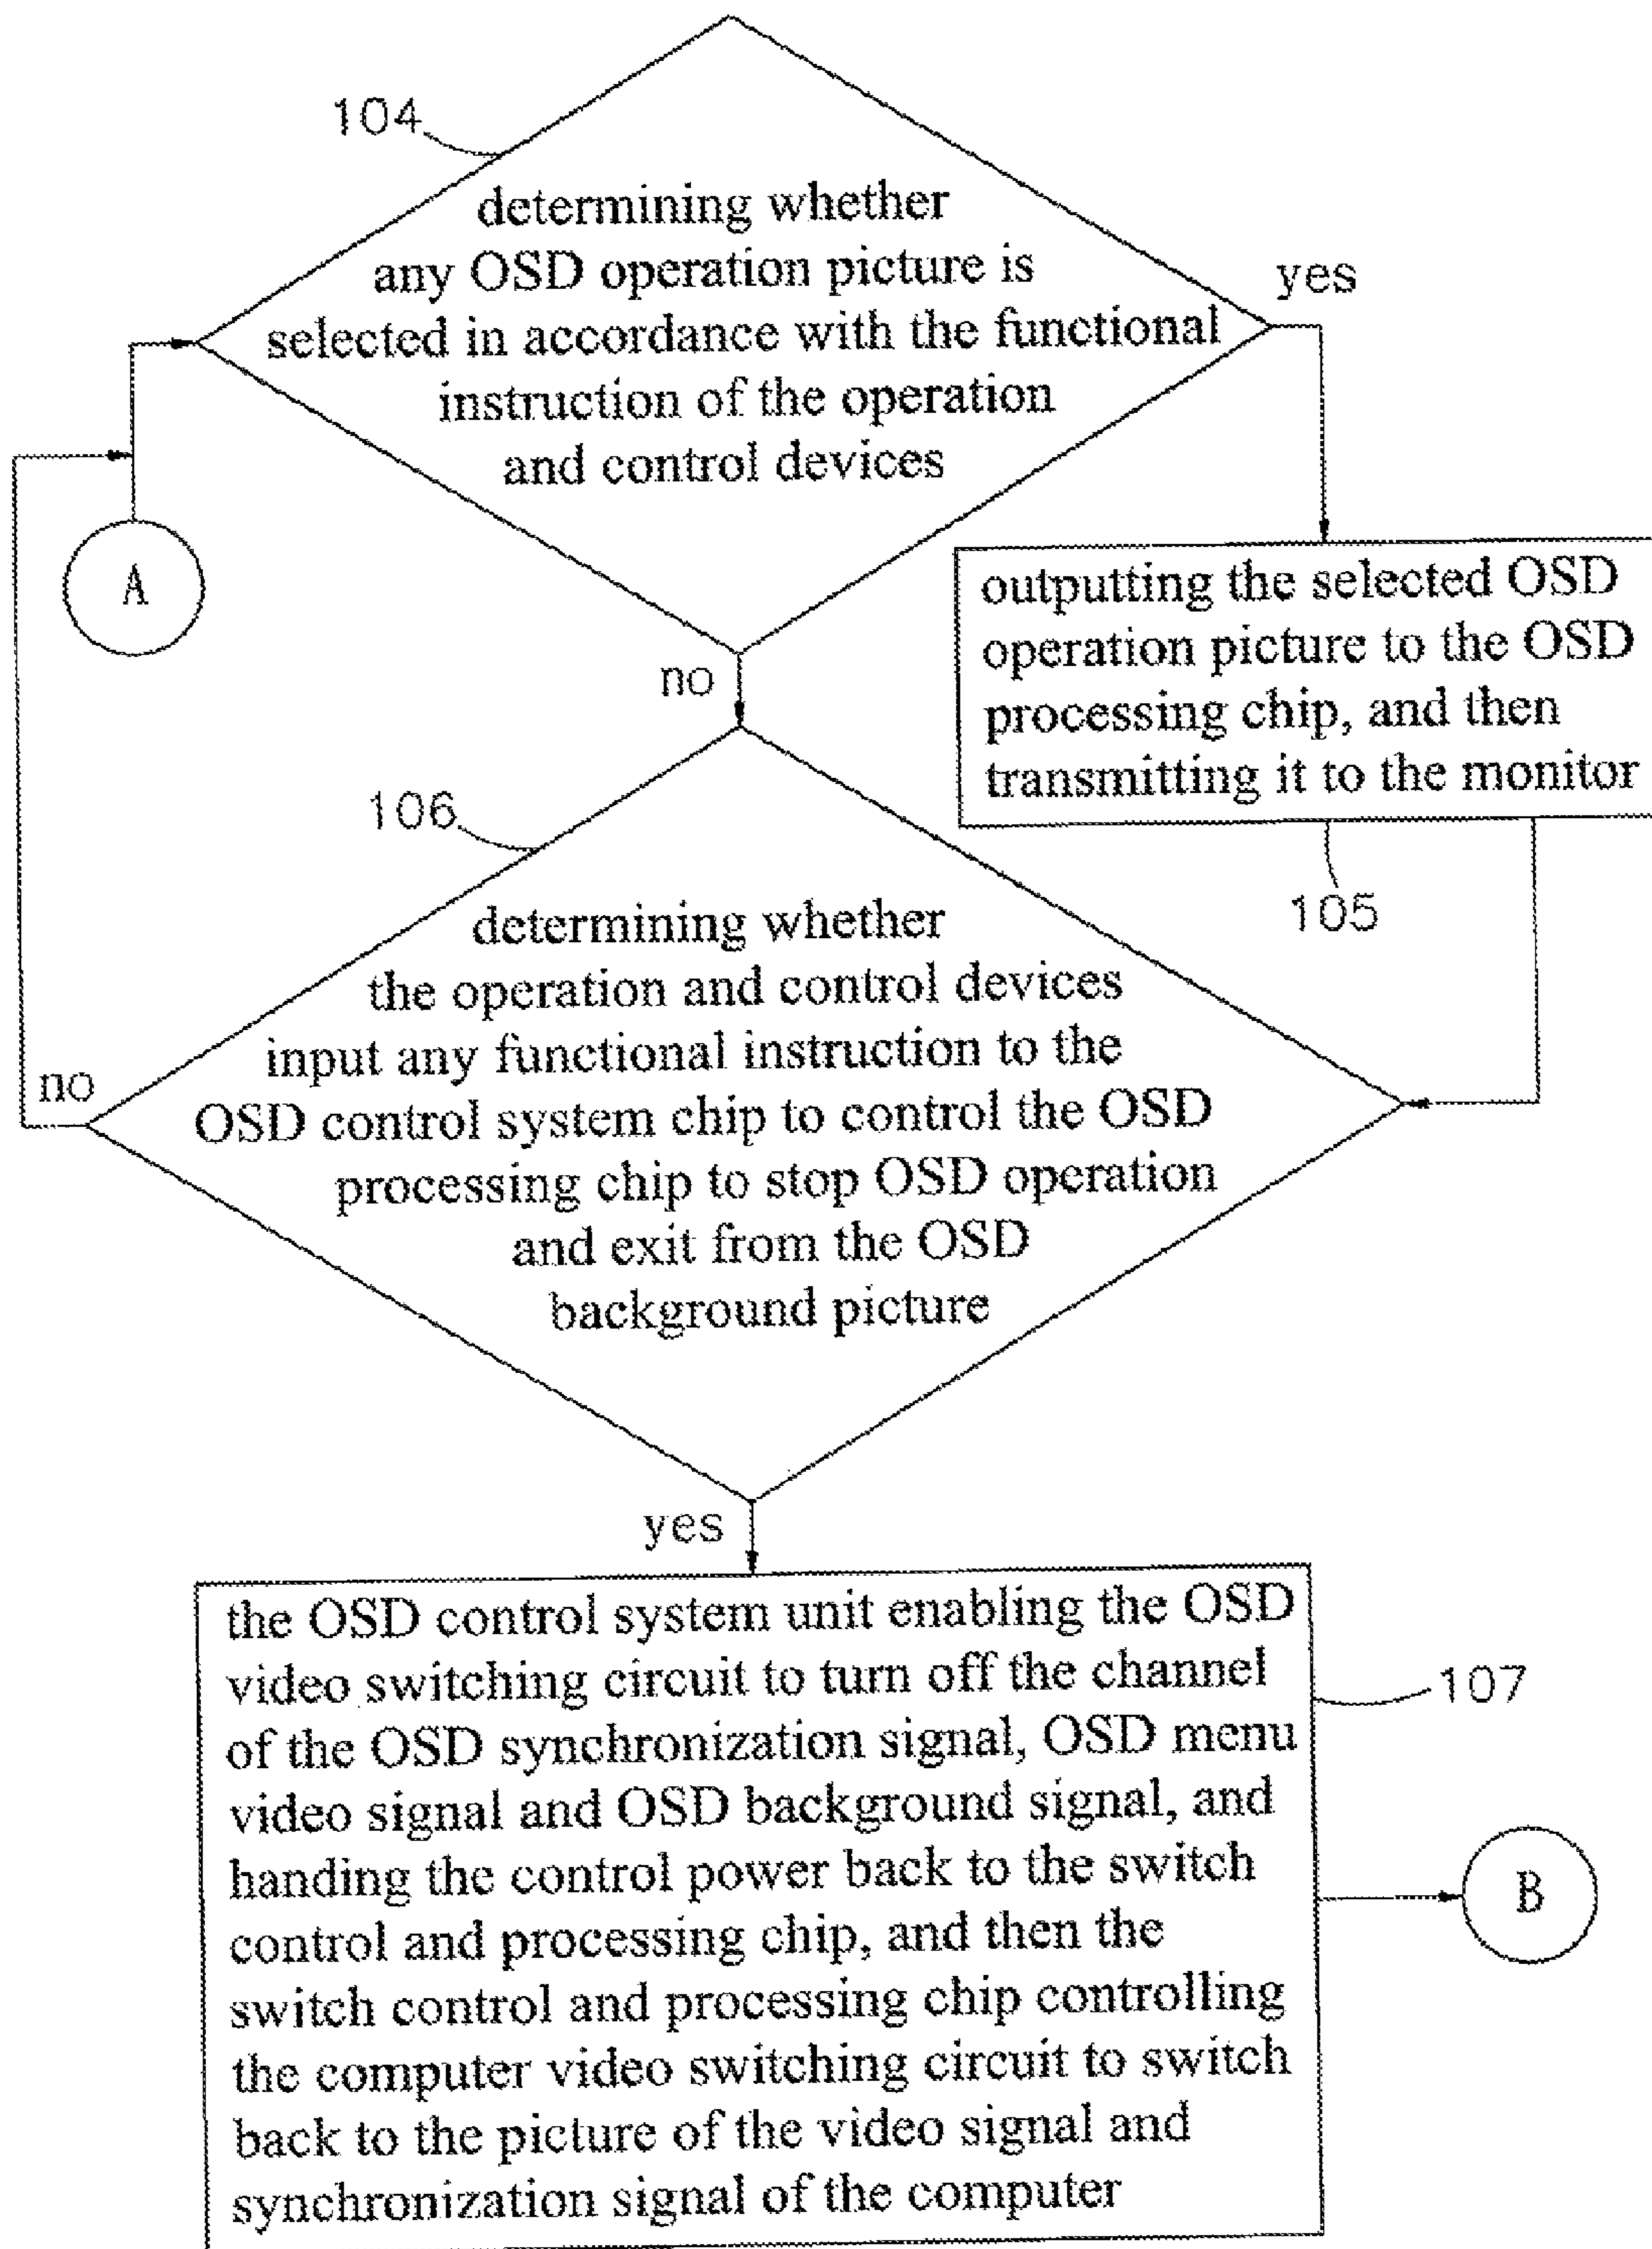 104
determining whether
any OSD operation picture is
selected in accordance with the functional
instruction of the operation
and control devices
yes
A
no
outputting the selected OSD
operation picture to the OSD
processing chip, and then
transmitting it to the monitor
105
106
determining whether
the operation and control devices
input any functional instruction to the
OSD control system chip to control the OSD
processing chip to stop OSD operation
and exit from the OSD
background picture
no
yes
the OSD control system unit enabling the OSD
video switching circuit to turn off the channel
of the OSD synchronization signal, OSD menu
video signal and OSD background signal, and
handing the control power back to the switch
control and processing chip, and then the
switch control and processing chip controlling
the computer video switching circuit to switch
back to the picture of the video signal and
synchronization signal of the computer
107
B